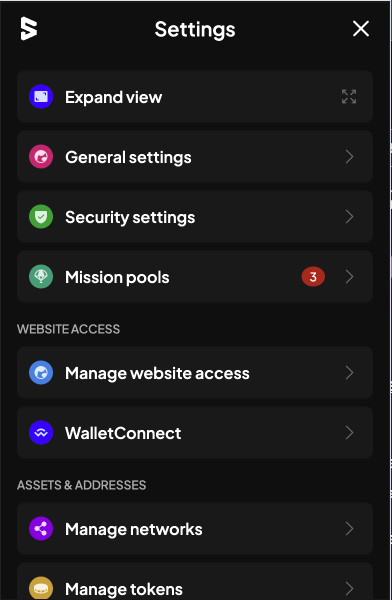 Settings
Expand view
General settings
Security settings
Mission pools
3
WEBSITE ACCESS
Manage website access
WalletConnect
ASSETS & ADDRESSES
Manage networks
Manage tokens